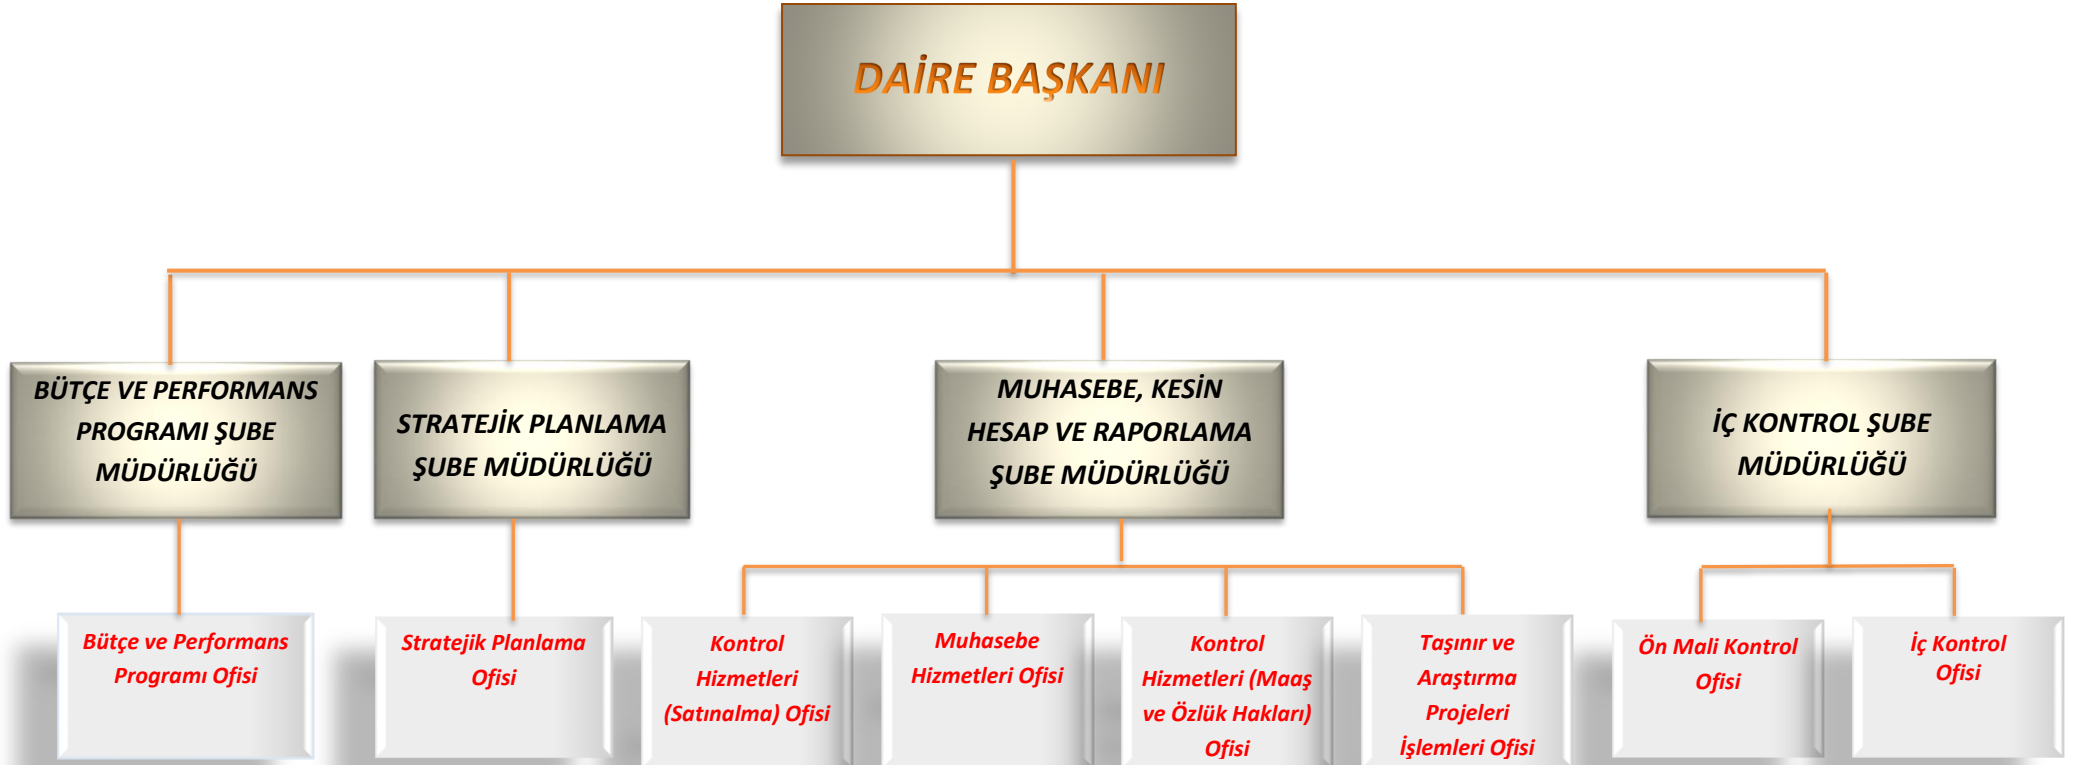 DAİRE BAŞKANI
BÜTÇE VE PERFORMANS
PROGRAMI ŞUBE
MÜDÜRLÜĞÜ
STRATEJİK PLANLAMA
ŞUBE MÜDÜRLÜĞÜ
MUHASEBE, KESİN
HESAP VE RAPORLAMA
ŞUBE MÜDÜRLÜĞÜ
İÇ KONTROL ŞUBE
MÜDÜRLÜĞÜ
Bütçe ve Performans
Programı Ofisi
Stratejik Planlama
Ofisi
Kontrol
Hizmetleri
(Satınalma) Ofisi
Muhasebe
Hizmetleri Ofisi
Kontrol
Hizmetleri (Maaş
ve Özlük Hakları)
Ofisi
Taşınır ve
Araştırma
Projeleri
İşlemleri Ofisi
Ön Mali Kontrol
Ofisi
İç Kontrol
Ofisi